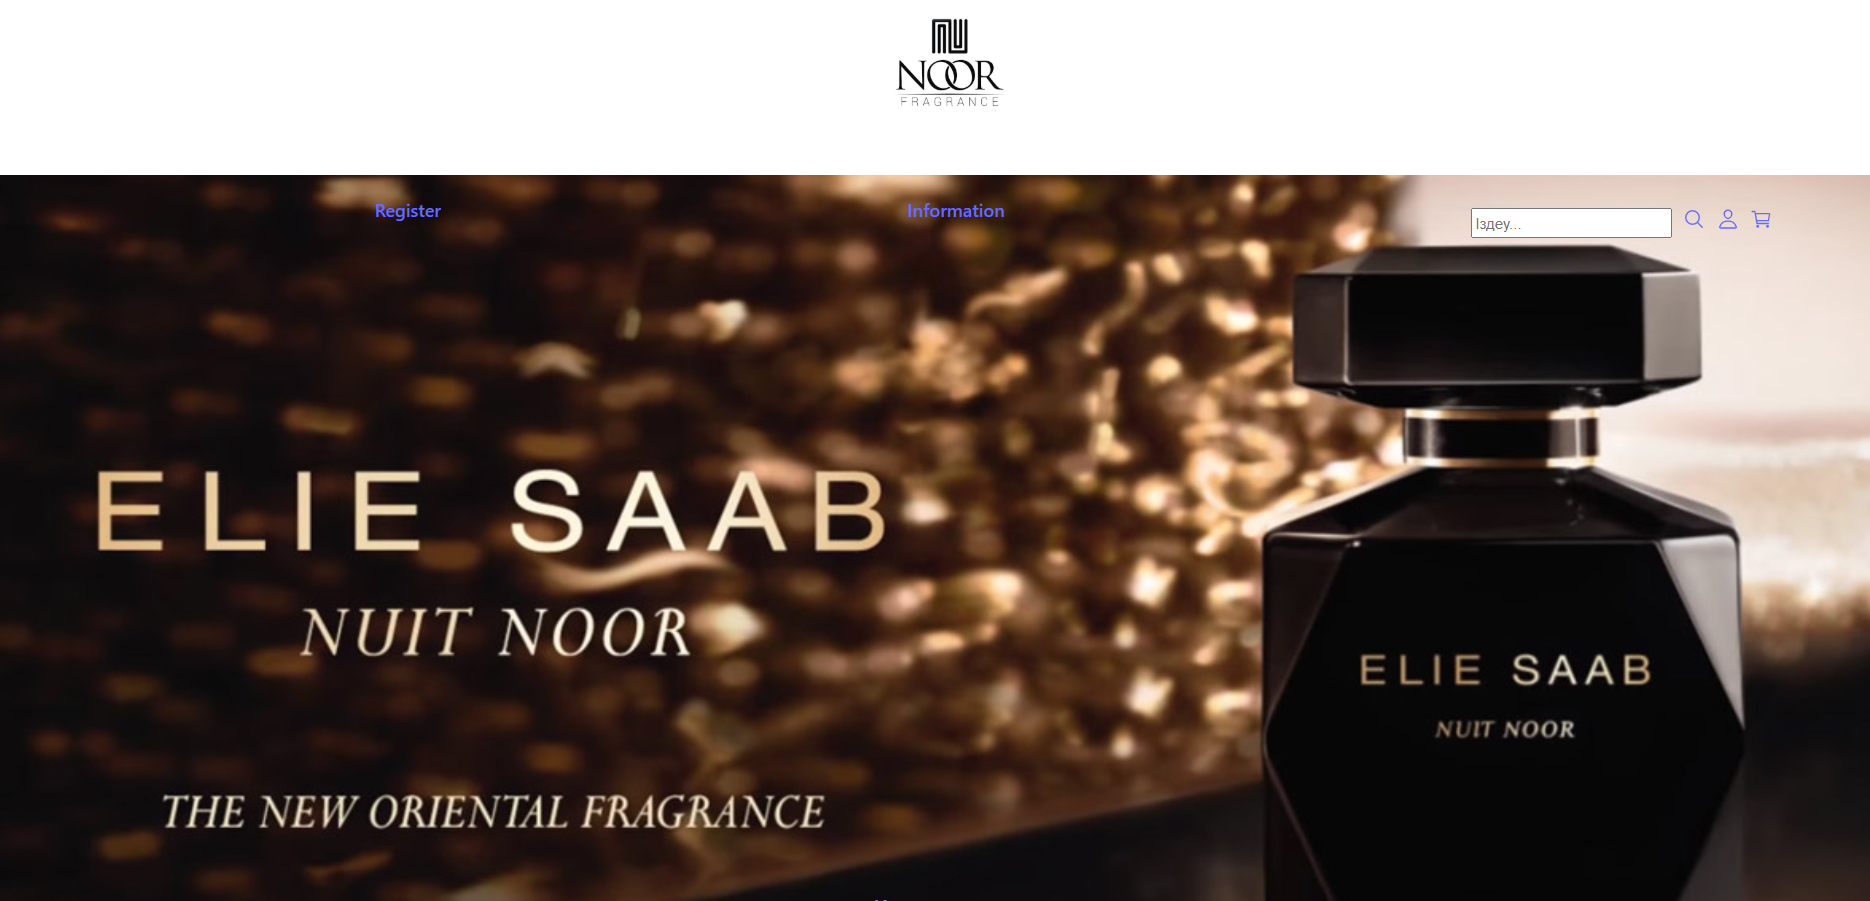 NOOR
FRAGRANCE
Register
Information
Іздеу...
ELIE SAAB
NUIT NOOR
THE NEW ORIENTAL FRAGRANCE
ELIE SAAB
NUIT NOOR